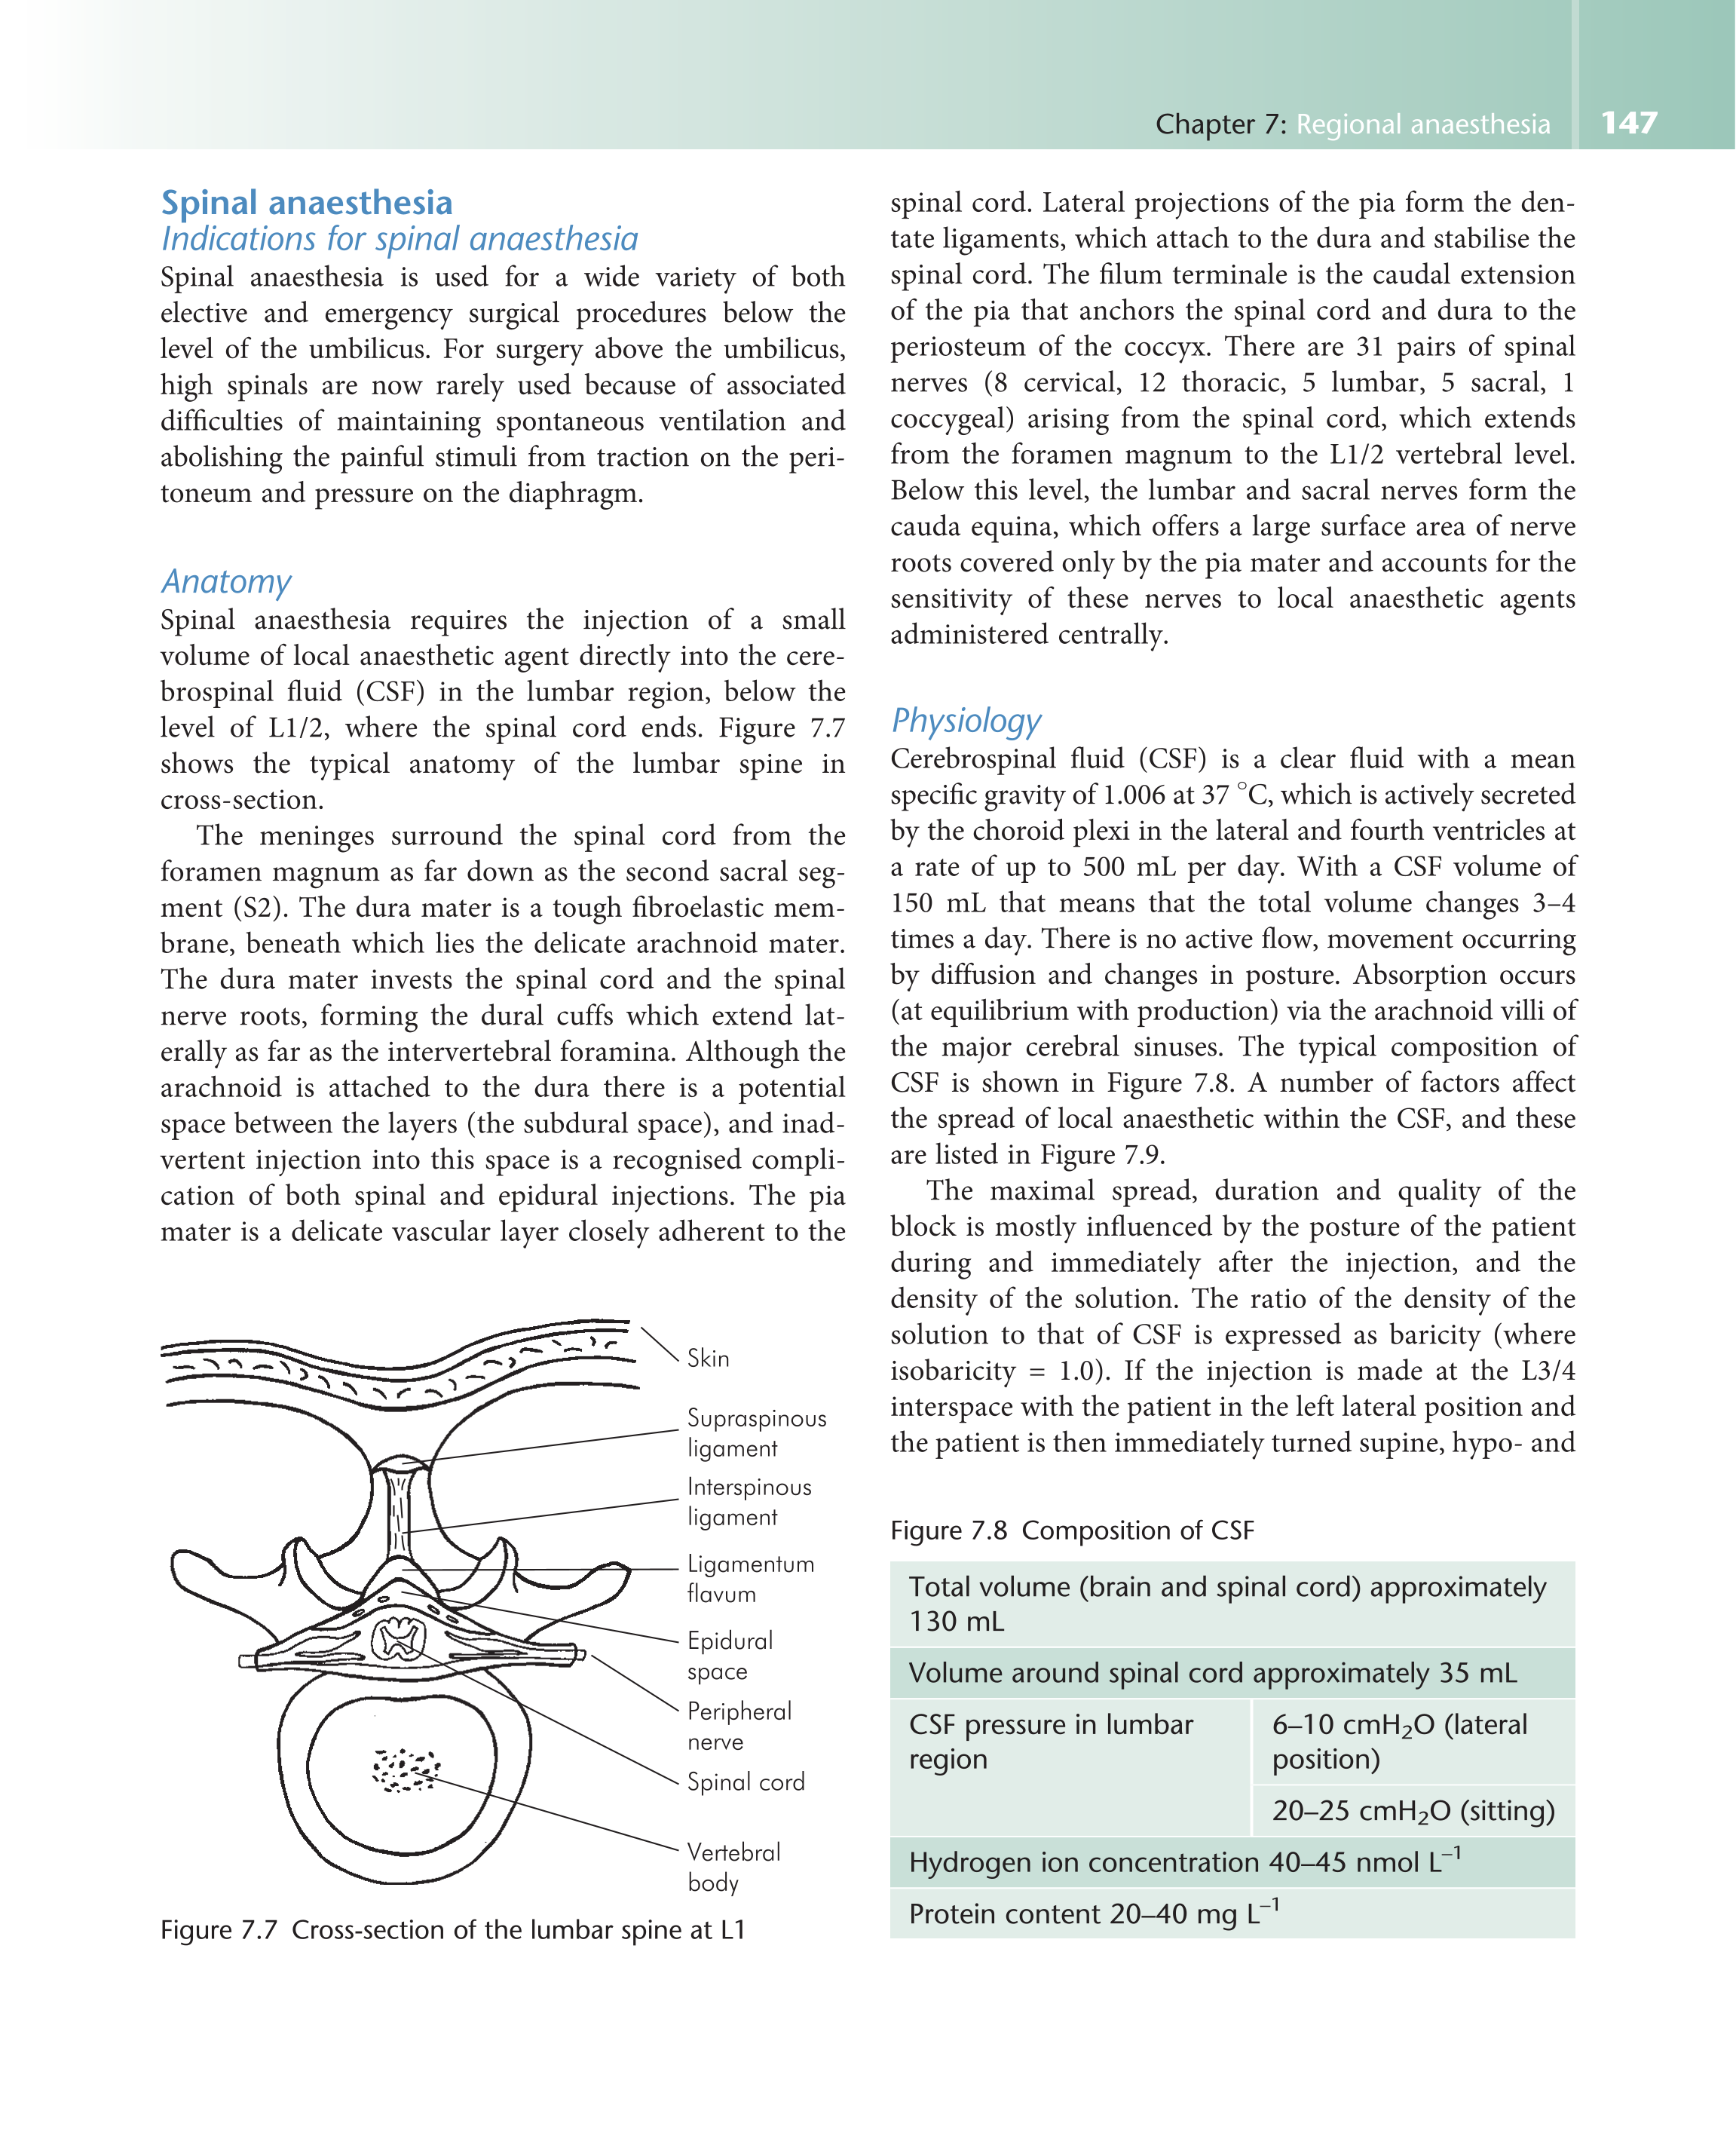 Chapter 7: Regional anaesthesia 147
Spinal anaesthesia
Indications for spinal anaesthesia
Spinal anaesthesia is used for a wide variety of both
elective and emergency surgical procedures below the
level of the umbilicus. For surgery above the umbilicus,
high spinals are now rarely used because of associated
difficulties of maintaining spontaneous ventilation and
abolishing the painful stimuli from traction on the peri-
toneum and pressure on the diaphragm.
Anatomy
Spinal anaesthesia requires the injection of a small
volume of local anaesthetic agent directly into the cere-
brospinal fluid (CSF) in the lumbar region, below the
level of L1/2, where the spinal cord ends. Figure 7.7
shows the typical anatomy of the lumbar spine in
cross-section.
The meninges surround the spinal cord from the
foramen magnum as far down as the second sacral seg-
ment (S2). The dura mater is a tough fibroelastic mem-
brane, beneath which lies the delicate arachnoid mater.
The dura mater invests the spinal cord and the spinal
nerve roots, forming the dural cuffs which extend lat-
erally as far as the intervertebral foramina. Although the
arachnoid is attached to the dura there is a potential
space between the layers (the subdural space), and inad-
vertent injection into this space is a recognised compli-
cation of both spinal and epidural injections. The pia
mater is a delicate vascular layer closely adherent to the
Skin
Supraspinous
ligament
Interspinous
ligament
Ligamentum
flavum
Epidural
space
Peripheral
nerve
Spinal cord
Vertebral
body
Figure 7.7 Cross-section of the lumbar spine at L1
spinal cord. Lateral projections of the pia form the den-
tate ligaments, which attach to the dura and stabilise the
spinal cord. The filum terminale is the caudal extension
of the pia that anchors the spinal cord and dura to the
periosteum of the coccyx. There are 31 pairs of spinal
nerves (8 cervical, 12 thoracic, 5 lumbar, 5 sacral, 1
coccygeal) arising from the spinal cord, which extends
from the foramen magnum to the L1/2 vertebral level.
Below this level, the lumbar and sacral nerves form the
cauda equina, which offers a large surface area of nerve
roots covered only by the pia mater and accounts for the
sensitivity of these nerves to local anaesthetic agents
administered centrally.
Physiology
Cerebrospinal fluid (CSF) is a clear fluid with a mean
specific gravity of 1.006 at 37 °C, which is actively secreted
by the choroid plexi in the lateral and fourth ventricles at
a rate of up to 500 mL per day. With a CSF volume of
150 mL that means that the total volume changes 3–4
times a day. There is no active flow, movement occurring
by diffusion and changes in posture. Absorption occurs
(at equilibrium with production) via the arachnoid villi of
the major cerebral sinuses. The typical composition of
CSF is shown in Figure 7.8. A number of factors affect
the spread of local anaesthetic within the CSF, and these
are listed in Figure 7.9.
The maximal spread, duration and quality of the
block is mostly influenced by the posture of the patient
during and immediately after the injection, and the
density of the solution. The ratio of the density of the
solution to that of CSF is expressed as baricity (where
isobaricity = 1.0). If the injection is made at the L3/4
interspace with the patient in the left lateral position and
the patient is then immediately turned supine, hypo- and
Figure 7.8 Composition of CSF
Total volume (brain and spinal cord) approximately
130 mL
Volume around spinal cord approximately 35 mL
CSF pressure in lumbar
region
6–10 cmH₂O (lateral
position)
20–25 cmH₂O (sitting)
Hydrogen ion concentration 40–45 nmol L⁻¹
Protein content 20–40 mg L⁻¹